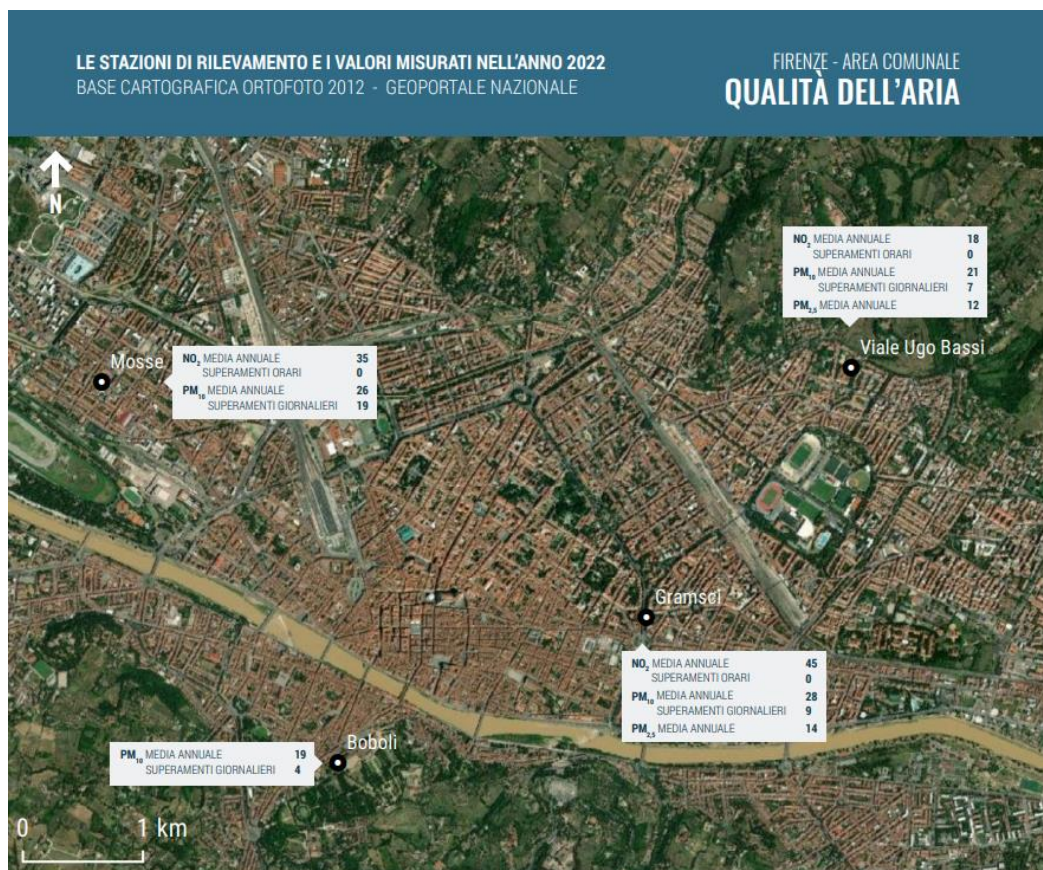 LE STAZIONI DI RILEVAMENTO E I VALORI MISURATI NELL'ANNO 2022
BASE CARTOGRAFICA ORTOFOTO 2012 - GEOPORTALE NAZIONALE
FIRENZE - AREA COMUNALE
QUALITÀ DELL'ARIA
N
NO₂ MEDIA ANNUALE 18
SUPERAMENTI ORARI 0
PM₁₀ MEDIA ANNUALE 21
SUPERAMENTI GIORNALIERI 7
PM₂,₅ MEDIA ANNUALE 12
Viale Ugo Bassi
Mosse
NO₂ MEDIA ANNUALE 35
SUPERAMENTI ORARI 0
PM₁₀ MEDIA ANNUALE 26
SUPERAMENTI GIORNALIERI 19
Gramsci
NO₂ MEDIA ANNUALE 45
SUPERAMENTI ORARI 0
PM₁₀ MEDIA ANNUALE 28
SUPERAMENTI GIORNALIERI 9
PM₂,₅ MEDIA ANNUALE 14
Boboli
PM₁₀ MEDIA ANNUALE 19
SUPERAMENTI GIORNALIERI 4
0 1 km